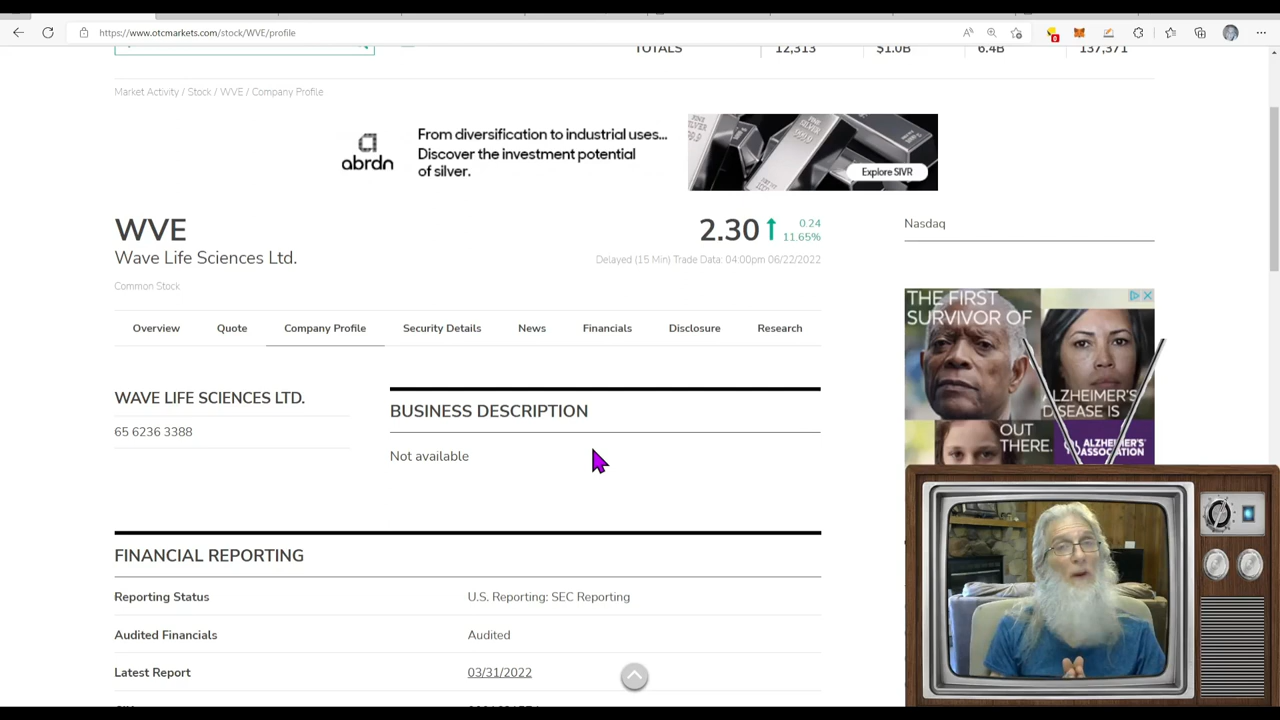 https://www.otcmarkets.com/stock/WVE/profile
TOTALS 12,313 $1.0B 6.4B 137,371
Market Activity / Stock / WVE / Company Profile
abrdn
From diversification to industrial uses...
Discover the investment potential
of silver.
Explore SIVR
WVE
2.30
0.24
11.65%
Wave Life Sciences Ltd.
Delayed (15 Min) Trade Data: 04:00pm 06/22/2022
Common Stock
Nasdaq
Overview Quote Company Profile Security Details News Financials Disclosure Research
THE FIRST
SURVIVOR OF
ALZHEIMER'S
DISEASE IS
OUT
THERE.
ALZHEIMER'S
ASSOCIATION
WAVE LIFE SCIENCES LTD.
65 6236 3388
BUSINESS DESCRIPTION
Not available
FINANCIAL REPORTING
Reporting Status U.S. Reporting: SEC Reporting
Audited Financials Audited
Latest Report 03/31/2022